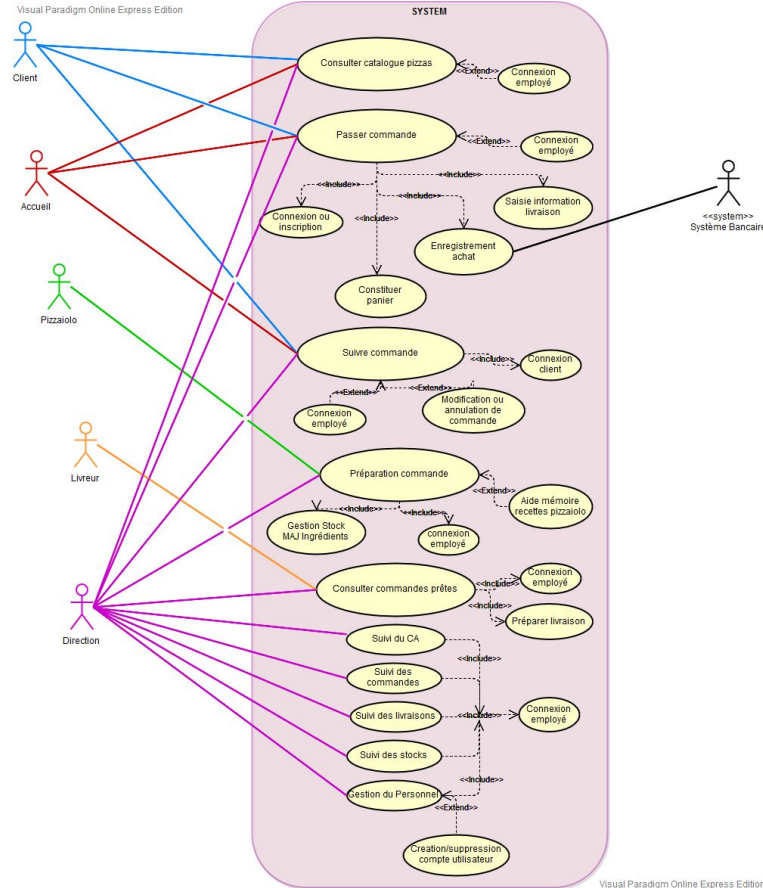 Visual Paradigm Online Express Edition
SYSTEM
Client
Consulter catalogue pizzas
<<Extend>>
Connexion
employé
Passer commande
<<Extend>>
Connexion
employé
Accueil
<<Include>>
<<Include>>
<<Include>>
<<Include>>
Connexion ou
inscription
Saisie information
livraison
<<system>>
Système Bancaire
Enregistrement
achat
Constituer
panier
Pizzaiolo
Suivre commande
<<Include>>
Connexion
client
<<Extend>>
<<Extend>>
Connexion
employé
Modification ou
annulation de
commande
Livreur
Préparation commande
<<Extend>>
Aide mémoire
recettes pizzaiolo
<<Include>>
<<Include>>
Gestion Stock
MAJ Ingrédients
connexion
employé
Direction
Consulter commandes prêtes
<<Include>>
Connexion
employé
<<Include>>
Préparer livraison
Suivi du CA
<<Include>>
Suivi des
commandes
Suivi des livraisons
<<Include>>
Connexion
employé
Suivi des stocks
<<Include>>
Gestion du Personnel
<<Extend>>
Creation/suppression
compte utilisateur
Visual Paradigm Online Express Edition